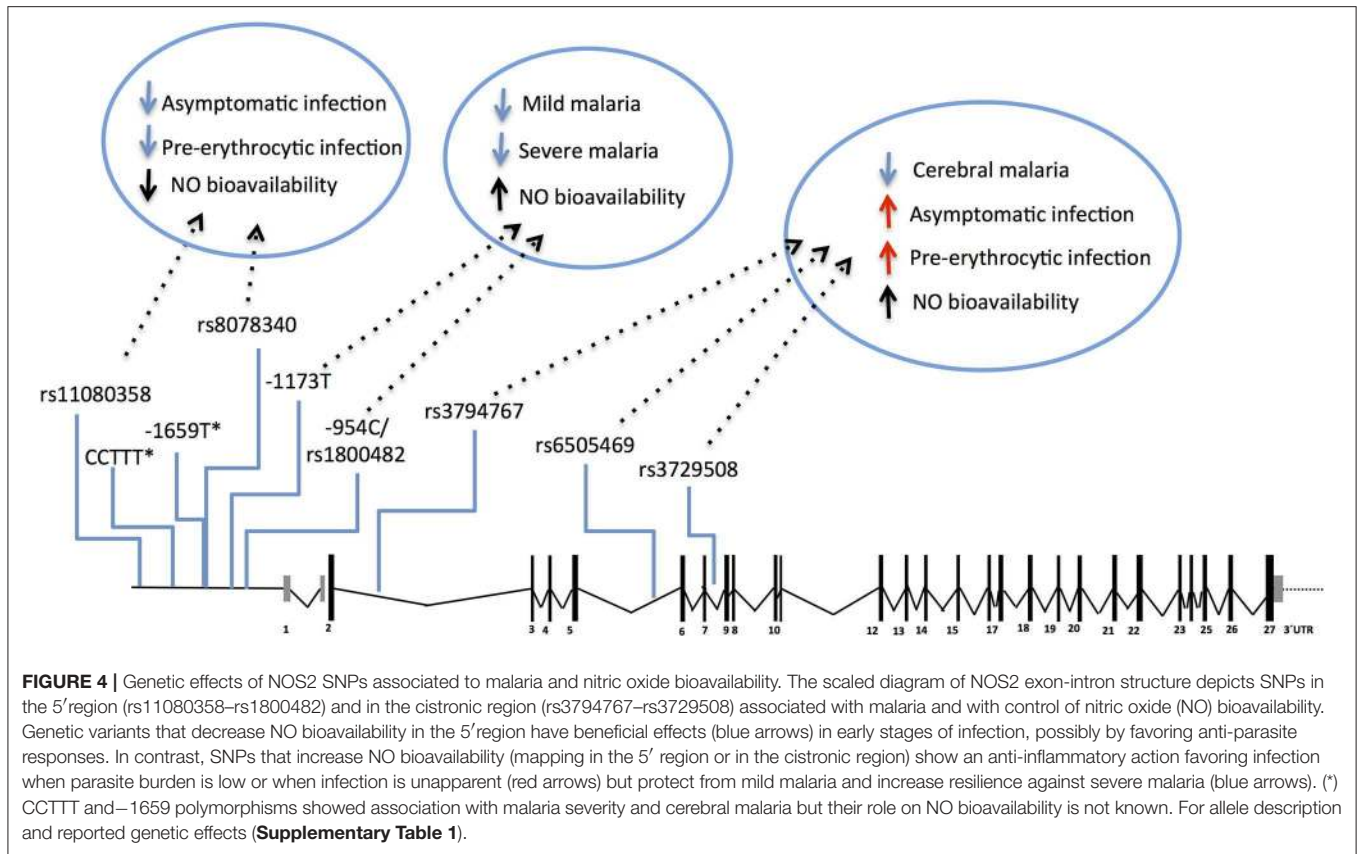 Asymptomatic infection
Pre-erythrocytic infection
NO bioavailability
Mild malaria
Severe malaria
NO bioavailability
Cerebral malaria
Asymptomatic infection
Pre-erythrocytic infection
NO bioavailability
rs8078340
rs11080358
-1173T
-1659T*
CCTTT*
-954C/
rs1800482
rs3794767
rs6505469
rs3729508
1 2 3 4 5 6 7 9 8 10 12 13 14 15 17 18 19 20 21 22 23 25 26 27 3´UTR
FIGURE 4 | Genetic effects of NOS2 SNPs associated to malaria and nitric oxide bioavailability. The scaled diagram of NOS2 exon-intron structure depicts SNPs in
the 5′region (rs11080358–rs1800482) and in the cistronic region (rs3794767–rs3729508) associated with malaria and with control of nitric oxide (NO) bioavailability.
Genetic variants that decrease NO bioavailability in the 5′region have beneficial effects (blue arrows) in early stages of infection, possibly by favoring anti-parasite
responses. In contrast, SNPs that increase NO bioavailability (mapping in the 5′ region or in the cistronic region) show an anti-inflammatory action favoring infection
when parasite burden is low or when infection is unapparent (red arrows) but protect from mild malaria and increase resilience against severe malaria (blue arrows). (*)
CCTTT and−1659 polymorphisms showed association with malaria severity and cerebral malaria but their role on NO bioavailability is not known. For allele description
and reported genetic effects (Supplementary Table 1).